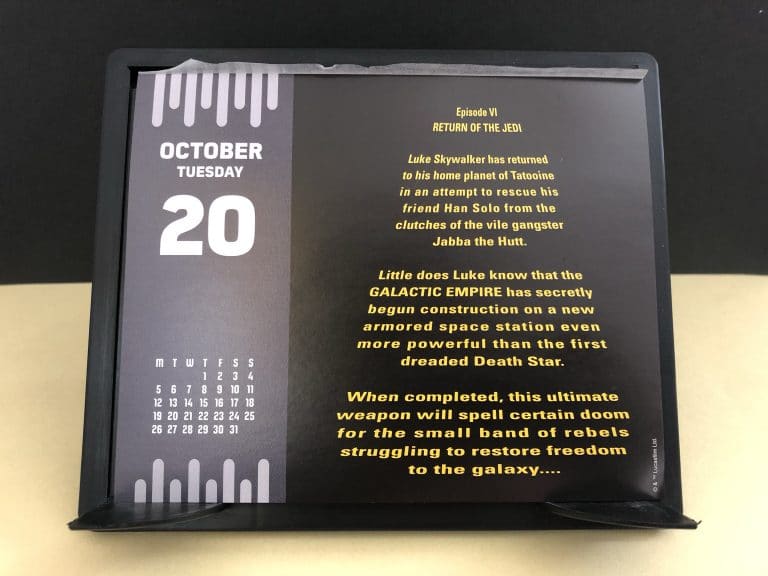 OCTOBER
TUESDAY
20
M T W T F S S
1 2 3 4
5 6 7 8 9 10 11
12 13 14 15 16 17 18
19 20 21 22 23 24 25
26 27 28 29 30 31
Episode VI
RETURN OF THE JEDI
Luke Skywalker has returned
to his home planet of Tatooine
in an attempt to rescue his
friend Han Solo from the
clutches of the vile gangster
Jabba the Hutt.
Little does Luke know that the
GALACTIC EMPIRE has secretly
begun construction on a new
armored space station even
more powerful than the first
dreaded Death Star.
When completed, this ultimate
weapon will spell certain doom
for the small band of rebels
struggling to restore freedom
to the galaxy....
© & ™ Lucasfilm Ltd.